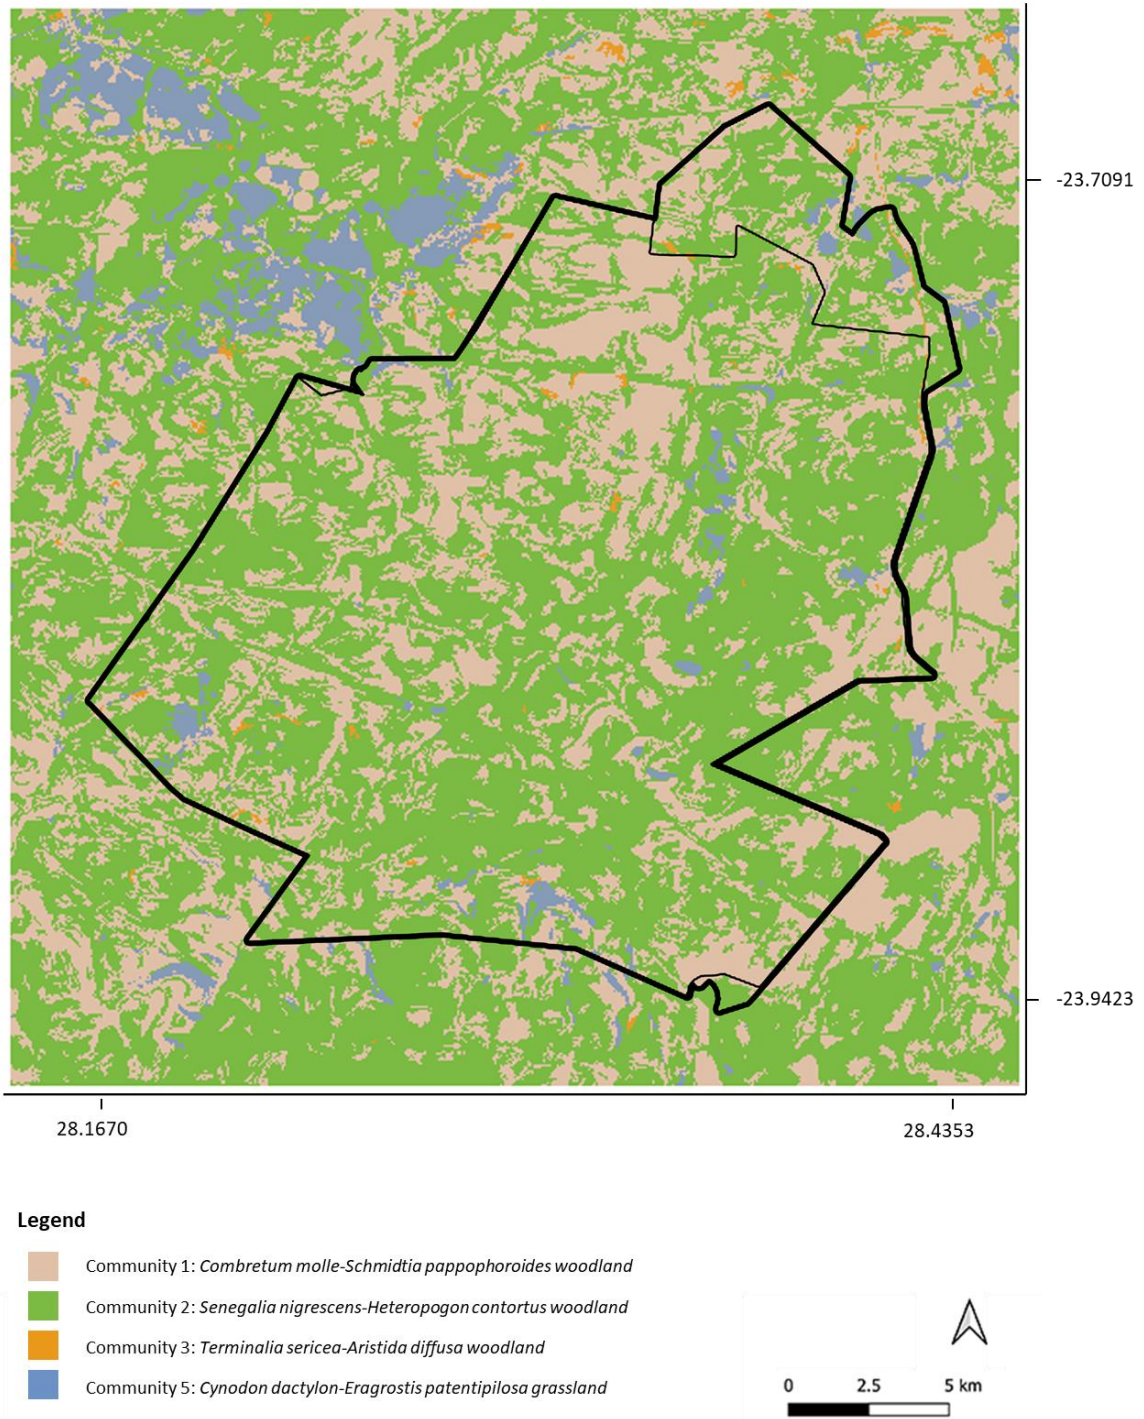 -23.7091
-23.9423
28.1670 28.4353
Legend
Community 1: Combretum molle-Schmidtia pappophoroides woodland
Community 2: Senegalia nigrescens-Heteropogon contortus woodland
Community 3: Terminalia sericea-Aristida diffusa woodland
Community 5: Cynodon dactylon-Eragrostis patentipilosa grassland
0 2.5 5 km